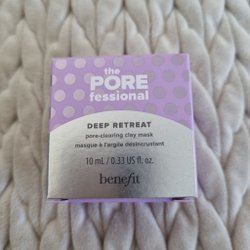 the
PORE
fessional
DEEP RETREAT
pore-clearing clay mask
masque à l'argile désincrustant
10 mL / 0.33 US fl. oz.
benefit